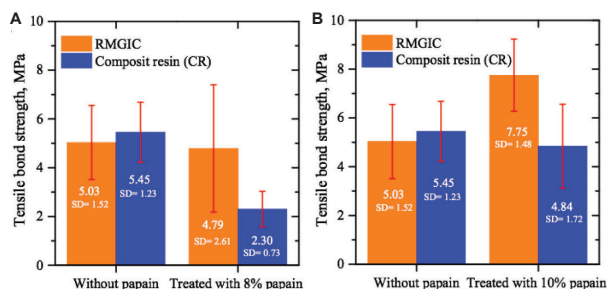 A
Tensile bond strength, MPa
10
8
6
4
2
0
RMGIC
Composit resin (CR)
5.03
SD= 1.52
5.45
SD= 1.23
4.79
SD= 2.61
2.30
SD= 0.73
Without papain
Treated with 8% papain
B
Tensile bond strength, MPa
10
8
6
4
2
0
RMGIC
Composit resin (CR)
5.03
SD= 1.52
5.45
SD= 1.23
7.75
SD= 1.48
4.84
SD= 1.72
Without papain
Treated with 10% papain